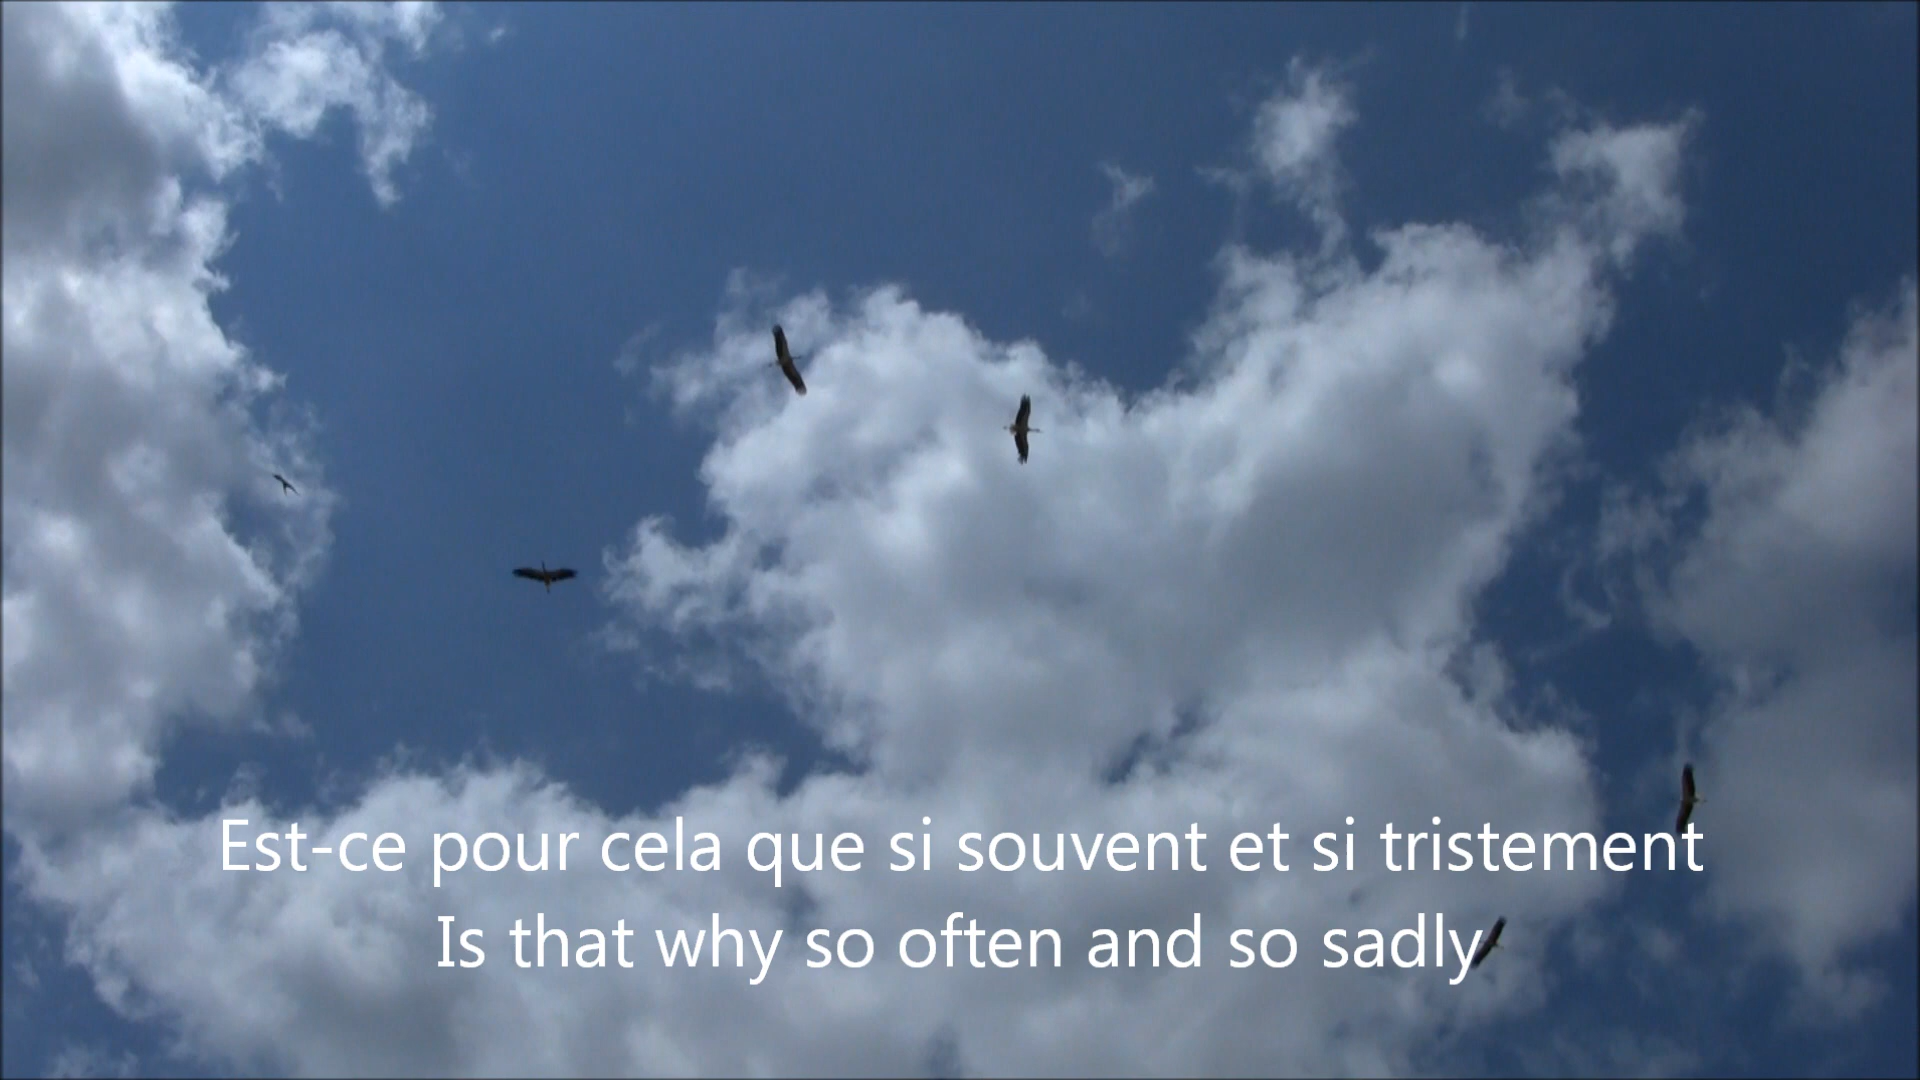 Est-ce pour cela que si souvent et si tristement
Is that why so often and so sadly